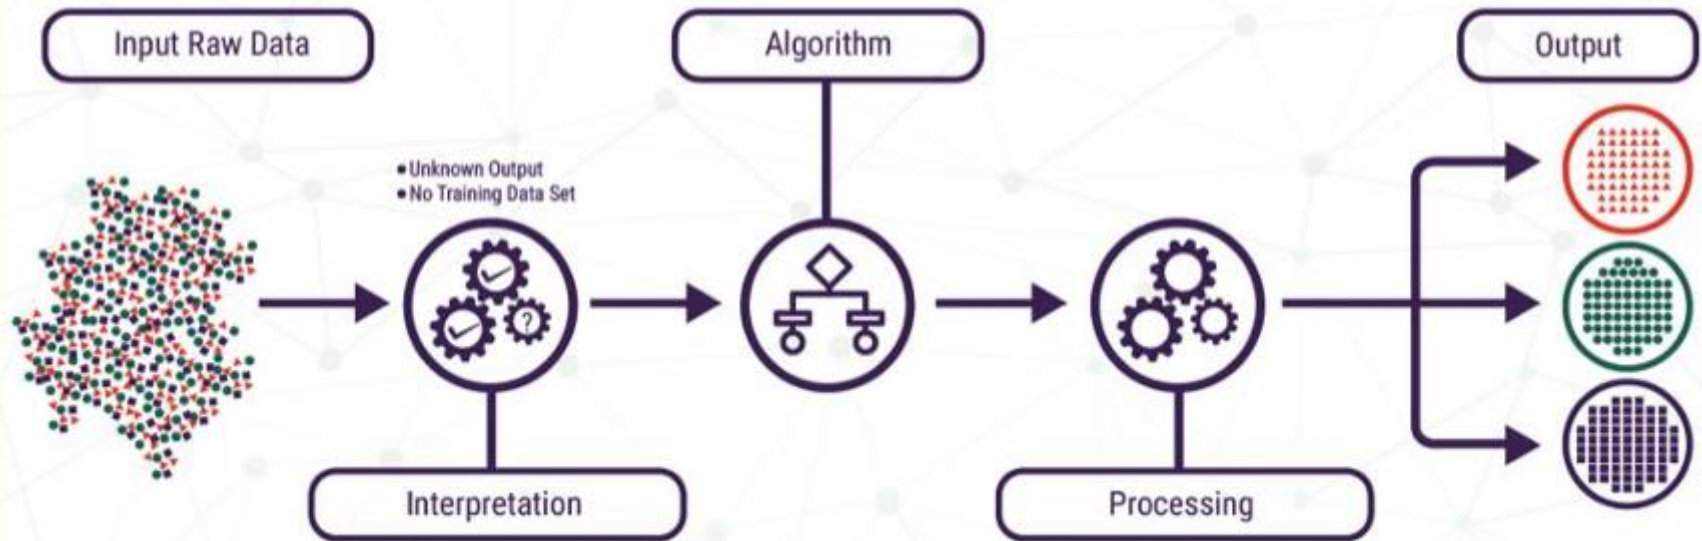 Input Raw Data
Algorithm
Output
•Unknown Output
•No Training Data Set
?
Interpretation
Processing